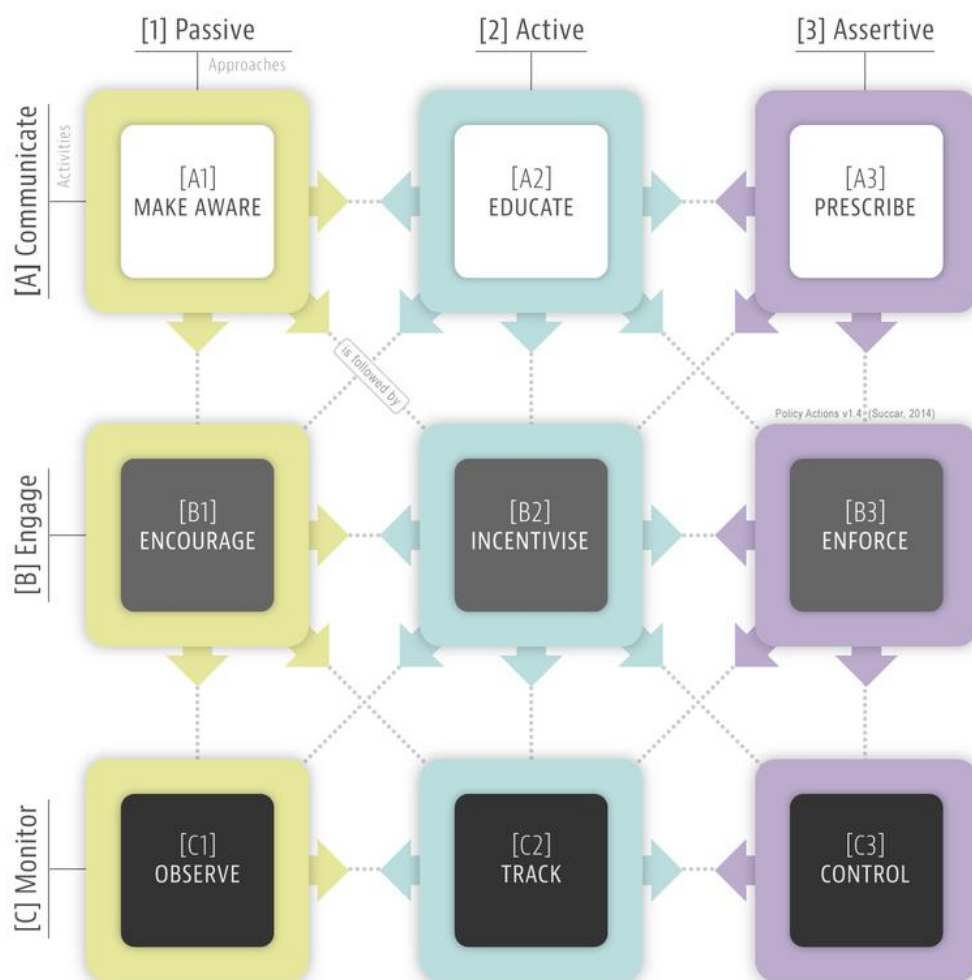 [1] Passive
[2] Active
[3] Assertive
Approaches
[A] Communicate
Activities
[A1]
MAKE AWARE
[A2]
EDUCATE
[A3]
PRESCRIBE
is followed by
Policy Actions v1.4 (Succar, 2014)
[B] Engage
[B1]
ENCOURAGE
[B2]
INCENTIVISE
[B3]
ENFORCE
[C] Monitor
[C1]
OBSERVE
[C2]
TRACK
[C3]
CONTROL